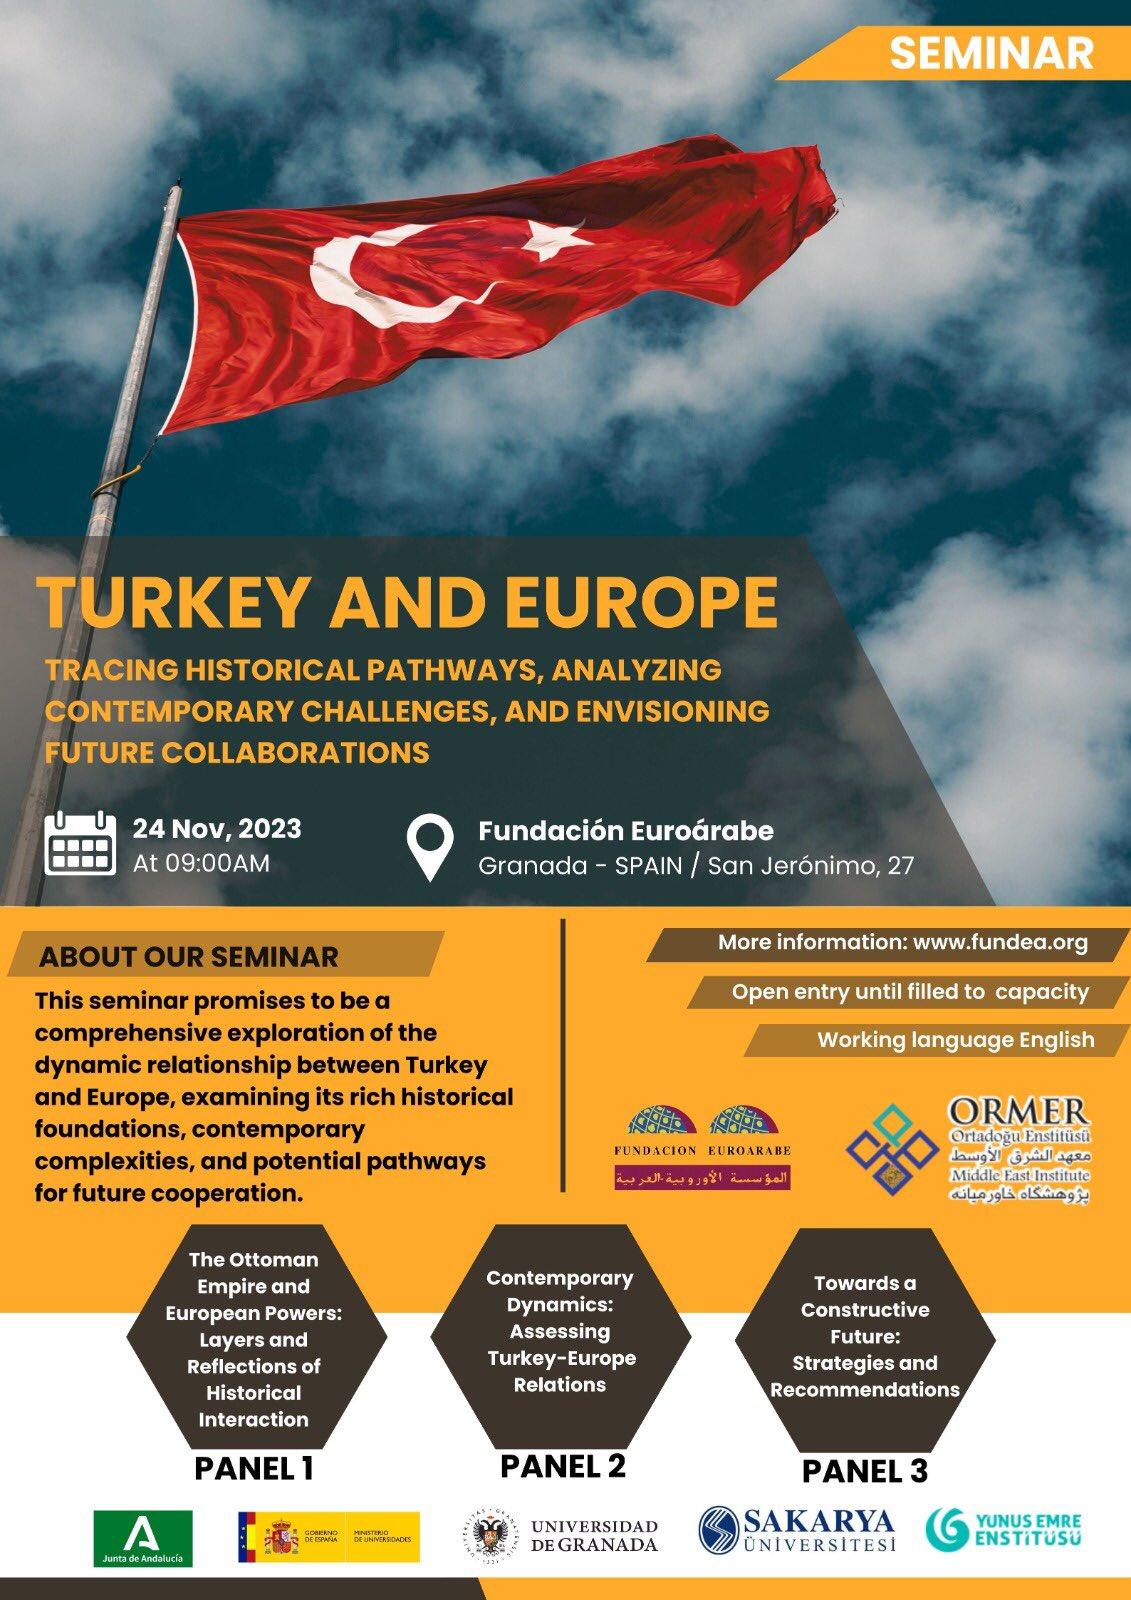 SEMINAR
TURKEY AND EUROPE
TRACING HISTORICAL PATHWAYS, ANALYZING
CONTEMPORARY CHALLENGES, AND ENVISIONING
FUTURE COLLABORATIONS
24 Nov, 2023
At 09:00AM
Fundación Euroárabe
Granada - SPAIN / San Jerónimo, 27
ABOUT OUR SEMINAR
This seminar promises to be a
comprehensive exploration of the
dynamic relationship between Turkey
and Europe, examining its rich historical
foundations, contemporary
complexities, and potential pathways
for future cooperation.
More information: www.fundea.org
Open entry until filled to capacity
Working language English
FUNDACION EUROARABE
المؤسسة الأوروبية-العربية
ORMER
Ortadoğu Enstitüsü
معهد الشرق الأوسط
Middle East Institute
پژوهشگاه خاورمیانه
The Ottoman
Empire and
European Powers:
Layers and
Reflections of
Historical
Interaction
PANEL 1
Contemporary
Dynamics:
Assessing
Turkey-Europe
Relations
PANEL 2
Towards a
Constructive
Future:
Strategies and
Recommendations
PANEL 3
Junta de Andalucía
GOBIERNO
DE ESPAÑA
MINISTERIO
DE UNIVERSIDADES
UNIVERSIDAD
DE GRANADA
SAKARYA
ÜNİVERSİTESİ
YUNUS EMRE
ENSTİTÜSÜ